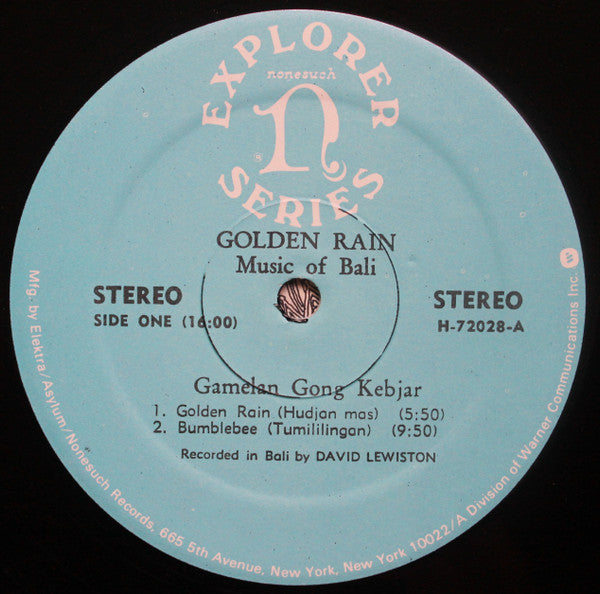 EXPLORER
nonesuch
n
®
SERIES
GOLDEN RAIN
Music of Bali
STEREO
SIDE ONE (16:00)
STEREO
H-72028-A
Gamelan Gong Kebjar
1. Golden Rain (Hudjan mas) (5:50)
2. Bumblebee (Tumililingan) (9:50)
Recorded in Bali by DAVID LEWISTON
Mfg. by Elektra/Asylum/Nonesuch Records, 665 5th Avenue, New York, New York 10022/A Division of Warner Communications Inc.